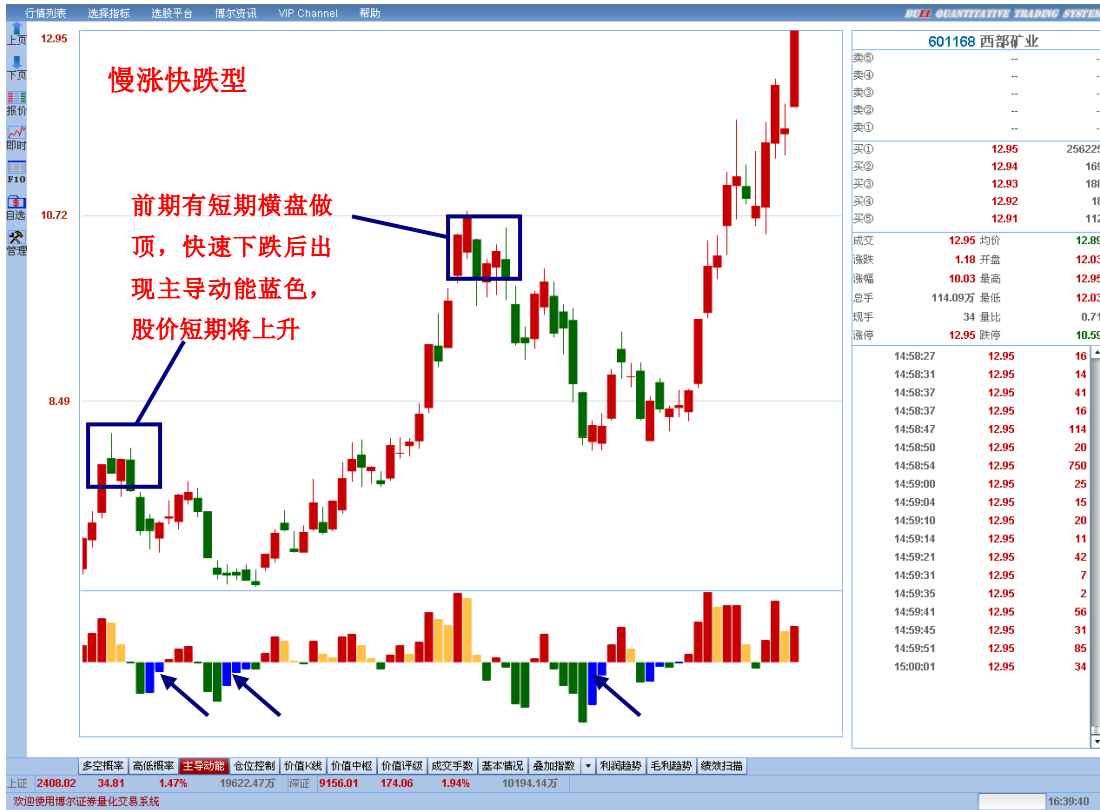 行情列表 选择指标 选股平台 博尔资讯 VIP Channel 帮助 BULL QUANTITATIVE TRADING SYSTEM
上页
下页
报价
即时
F10
自选
管理
12.95
10.72
8.49
慢涨快跌型
前期有短期横盘做
顶，快速下跌后出
现主导动能蓝色，
股价短期将上升
601168 西部矿业
卖⑤ -- -
卖④ -- -
卖③ -- -
卖② -- -
卖① -- -
买① 12.95 256225
买② 12.94 169
买③ 12.93 188
买④ 12.92 18
买⑤ 12.91 112
成交 12.95 均价 12.89
涨跌 1.18 开盘 12.03
涨幅 10.03 最高 12.95
总手 114.09万 最低 12.03
现手 34 量比 0.71
涨停 12.95 跌停 10.59
14:58:27 12.95 16
14:58:31 12.95 14
14:58:37 12.95 41
14:58:37 12.95 16
14:58:47 12.95 114
14:58:50 12.95 20
14:58:54 12.95 750
14:59:00 12.95 25
14:59:04 12.95 15
14:59:10 12.95 20
14:59:14 12.95 11
14:59:21 12.95 42
14:59:31 12.95 7
14:59:35 12.95 2
14:59:41 12.95 56
14:59:45 12.95 31
14:59:51 12.95 85
15:00:01 12.95 34
多空概率 高低概率 主导动能 仓位控制 价值K线 价值中枢 价值评级 成交手数 基本情况 叠加指数 利润趋势 毛利趋势 绩效扫描
上证 2408.02 34.81 1.47% 19622.47万 深证 9156.01 174.06 1.94% 10194.14万
欢迎使用博尔证券量化交易系统 16:39:40